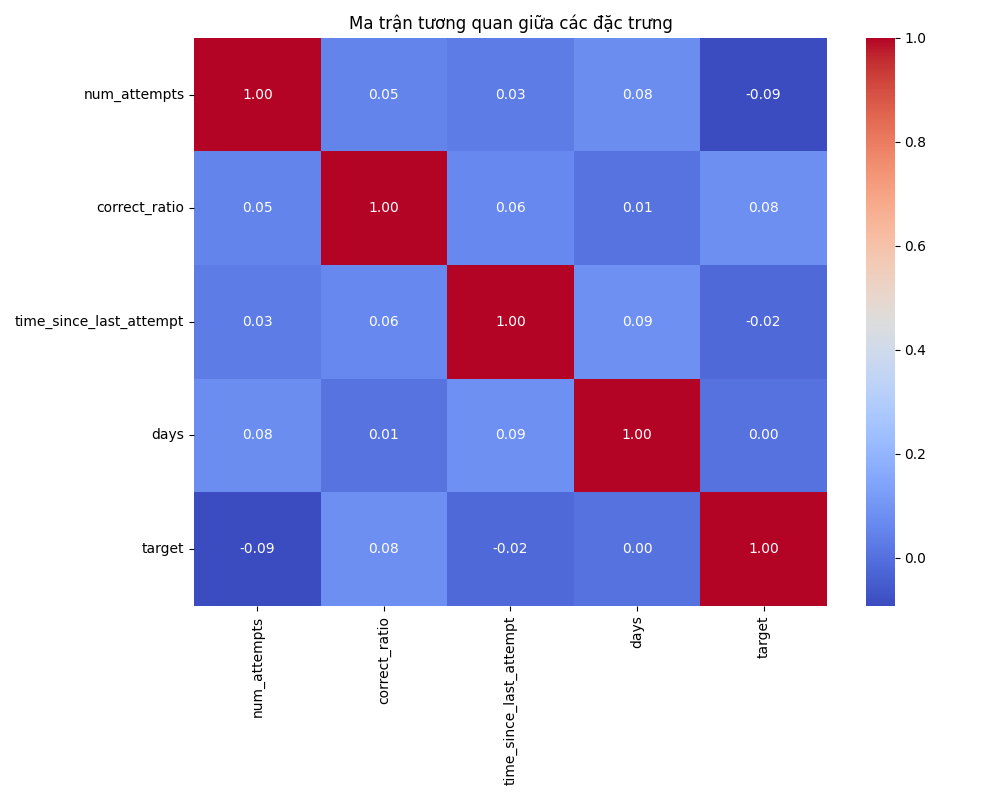 Ma trận tương quan giữa các đặc trưng
num_attempts 1.00 0.05 0.03 0.08 -0.09
correct_ratio 0.05 1.00 0.06 0.01 0.08
time_since_last_attempt 0.03 0.06 1.00 0.09 -0.02
days 0.08 0.01 0.09 1.00 0.00
target -0.09 0.08 -0.02 0.00 1.00
num_attempts
correct_ratio
time_since_last_attempt
days
target
1.0
0.8
0.6
0.4
0.2
0.0